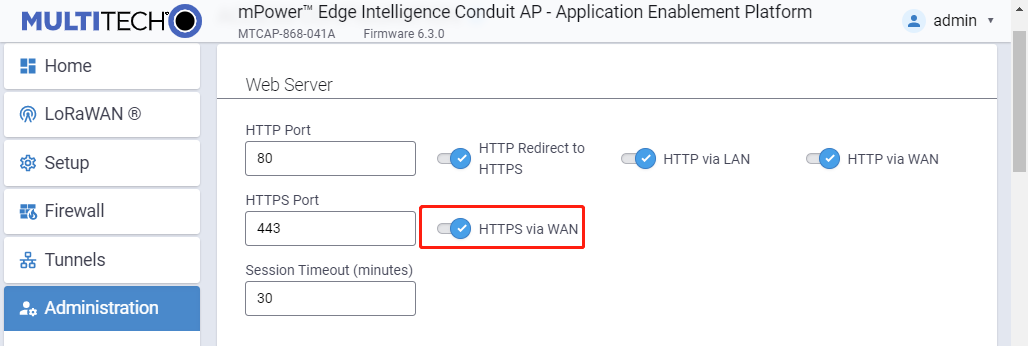 MULTITECH
mPower™ Edge Intelligence Conduit AP - Application Enablement Platform
MTCAP-868-041A Firmware 6.3.0
admin
Home
LoRaWAN ®
Setup
Firewall
Tunnels
Administration
Web Server
HTTP Port
80
HTTP Redirect to
HTTPS
HTTP via LAN
HTTP via WAN
HTTPS Port
443
HTTPS via WAN
Session Timeout (minutes)
30